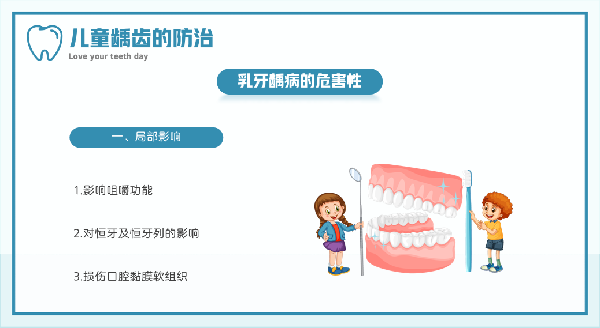 儿童龋齿的防治
Love your teeth day
乳牙龋病的危害性
一、局部影响
1.影响咀嚼功能
2.对恒牙及恒牙列的影响
3.损伤口腔黏膜软组织